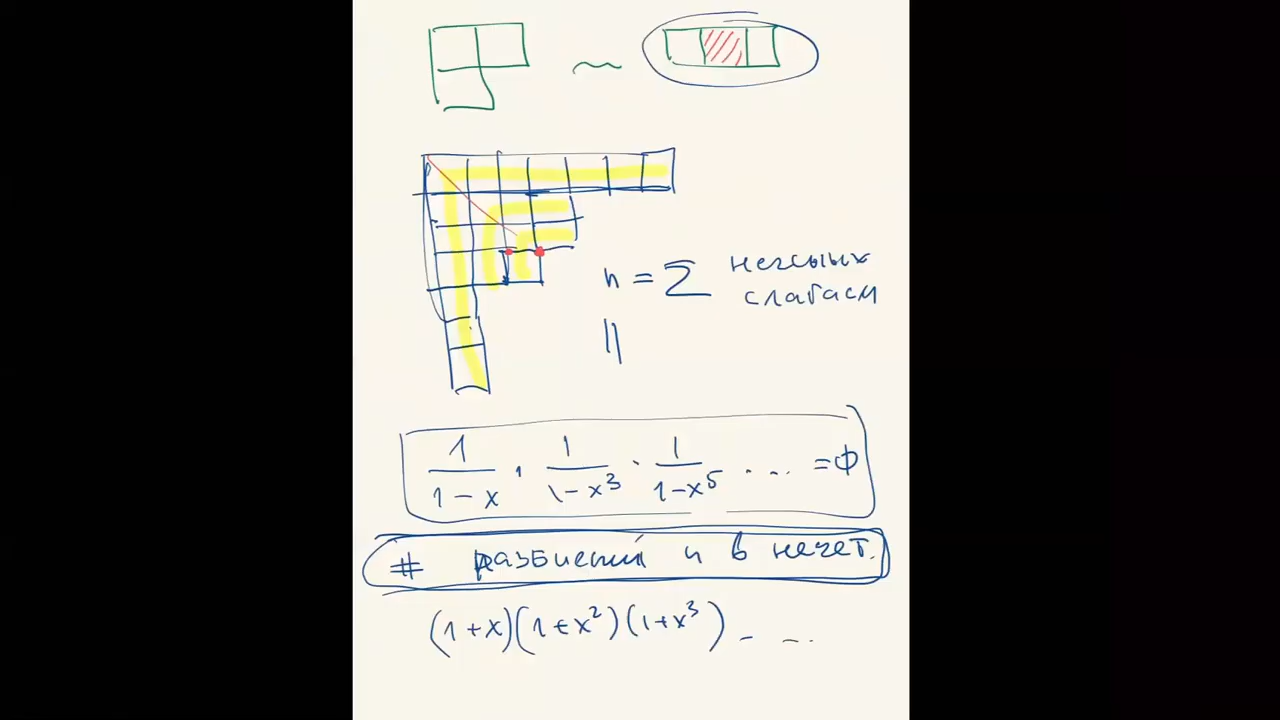 n = ∑ нечетных
слагаем
||
1/(1-x) · 1/(1-x³) · 1/(1-x⁵) · ... = Φ
# разбиений n в нечет.
(1+x)(1+x²)(1+x³) ...